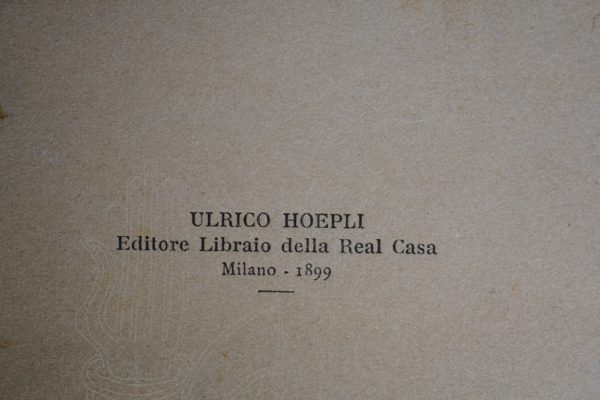 ULRICO HOEPLI
Editore Libraio della Real Casa
Milano - 1899